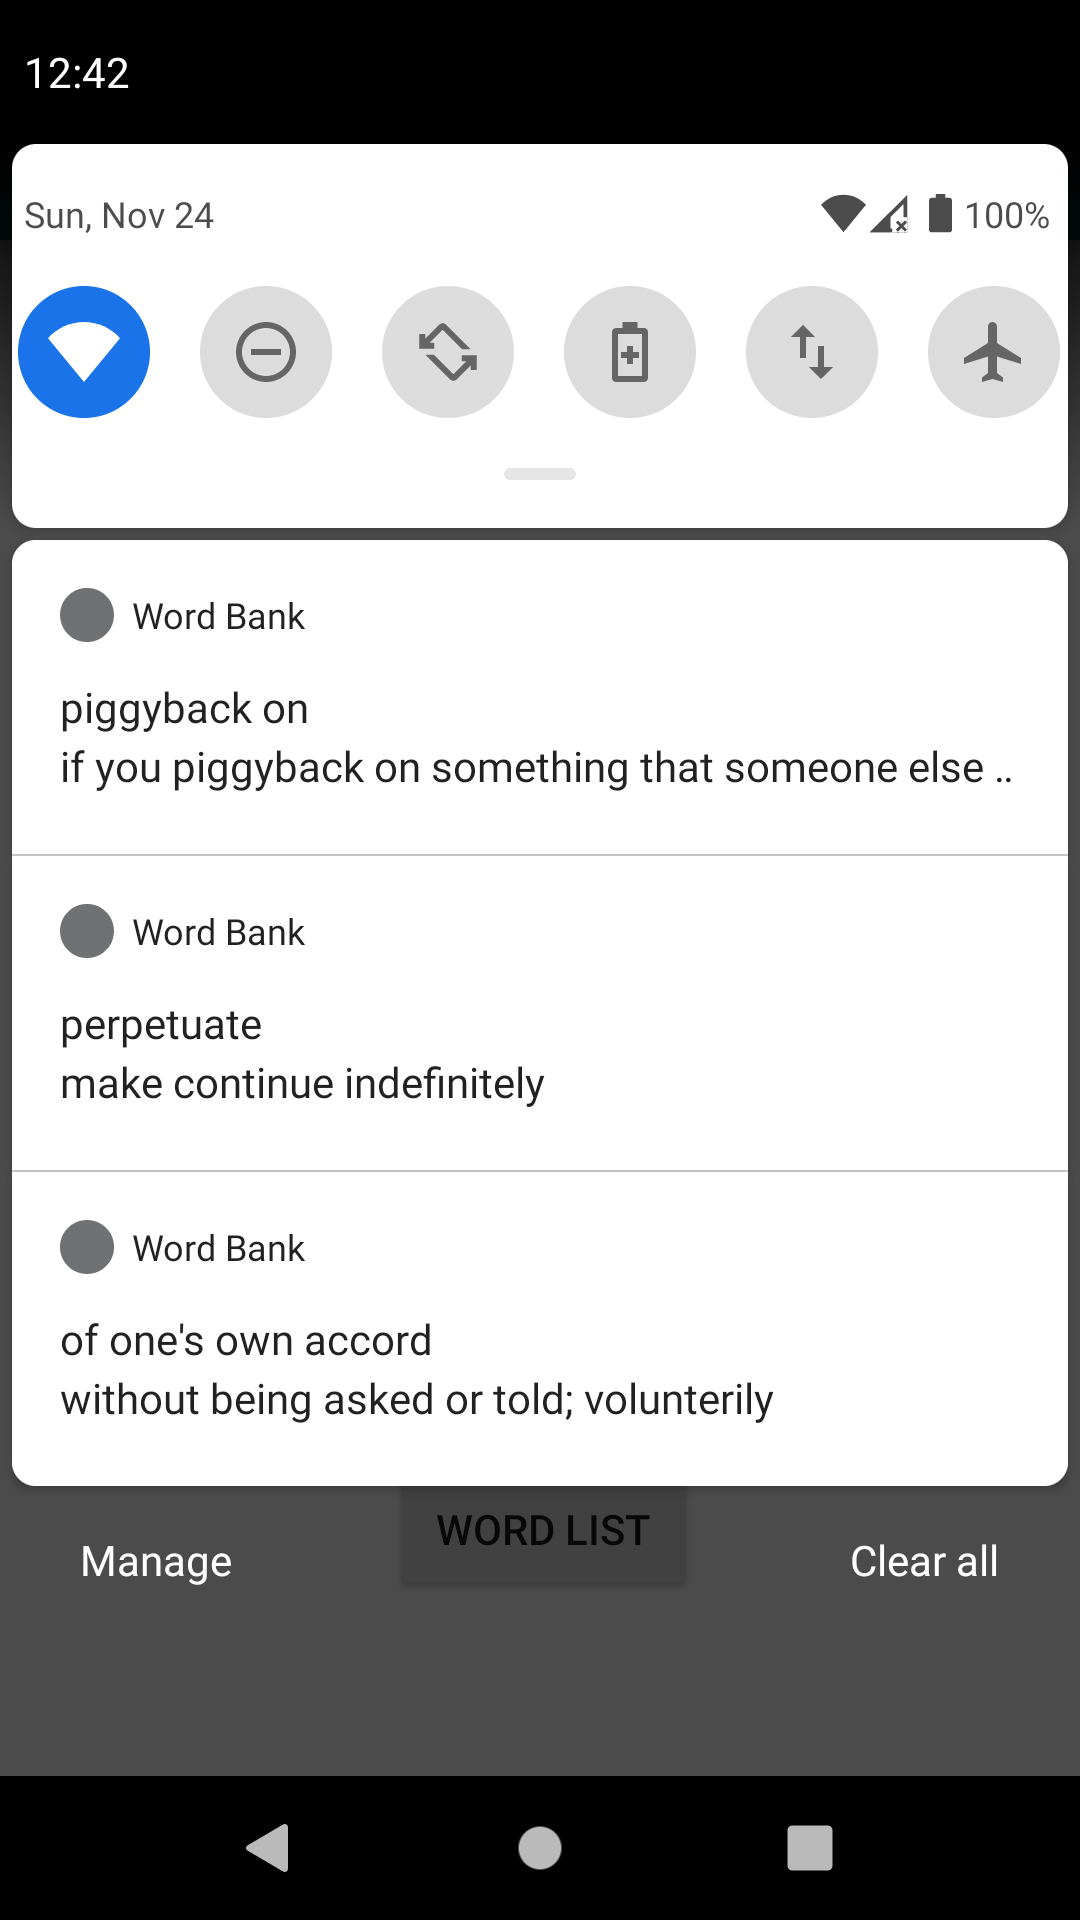 12:42
Sun, Nov 24
100%
Word Bank
piggyback on
if you piggyback on something that someone else ..
Word Bank
perpetuate
make continue indefinitely
Word Bank
of one's own accord
without being asked or told; volunterily
WORD LIST
Manage
Clear all